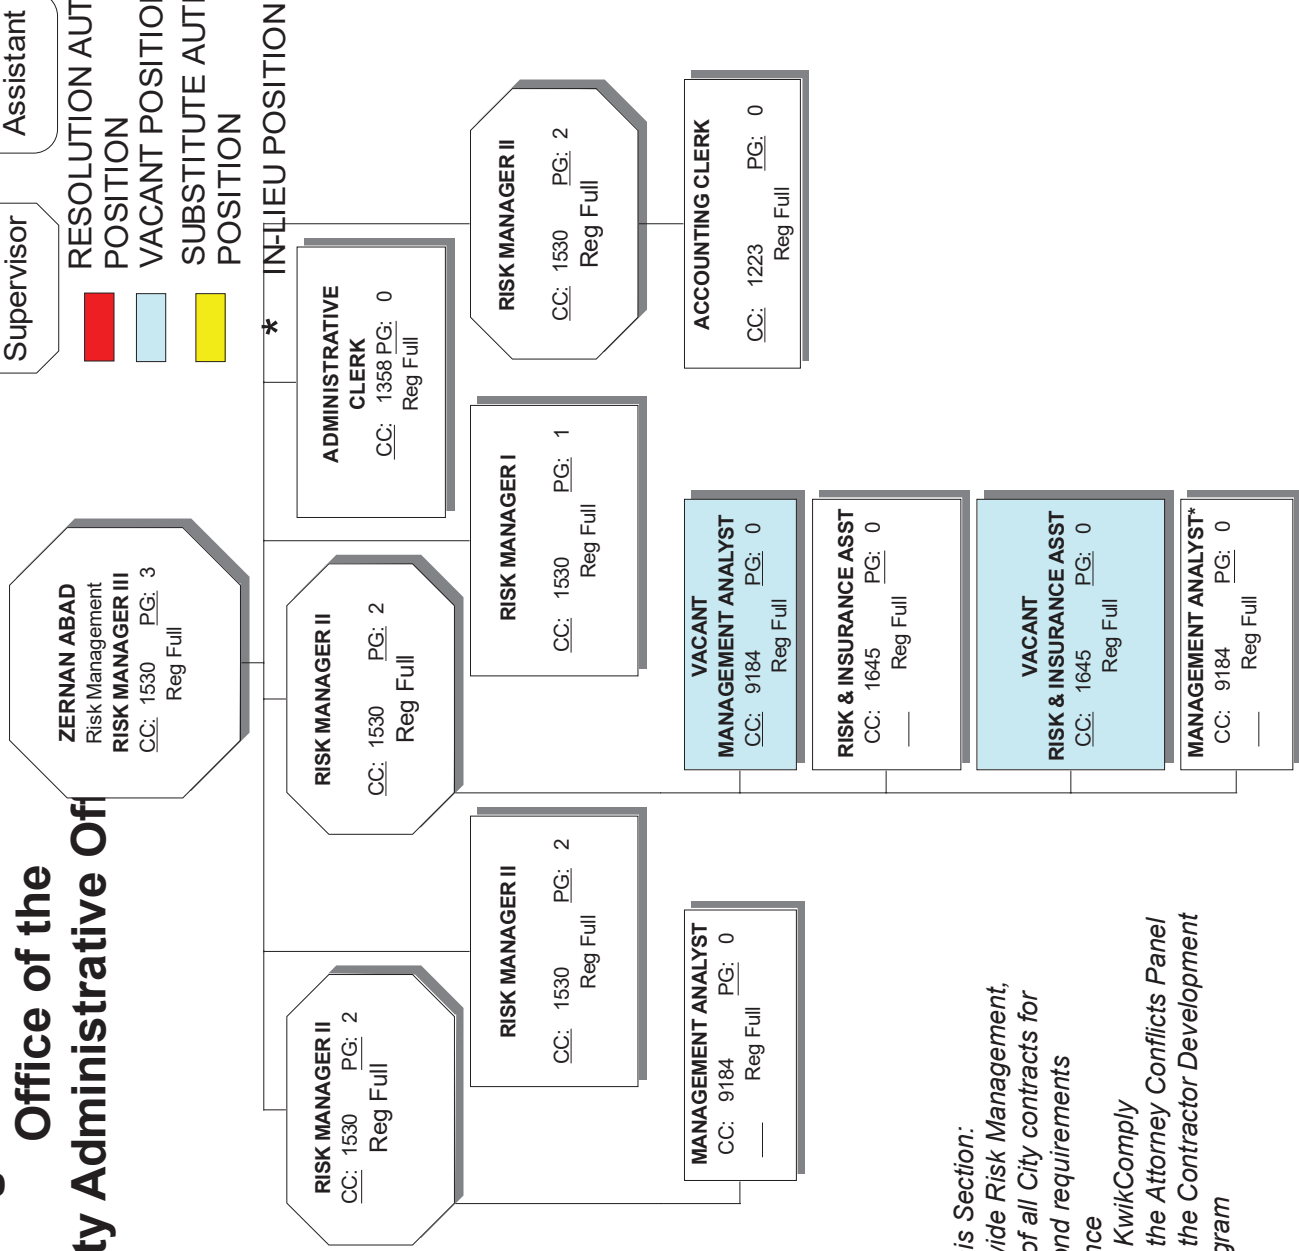 Office of the
ty Administrative Off
Supervisor
Assistant
RESOLUTION AUT
POSITION
VACANT POSITION
SUBSTITUTE AUT
POSITION
* IN-LIEU POSITION
ZERNAN ABAD
Risk Management
RISK MANAGER III
CC: 1530 PG: 3
Reg Full
RISK MANAGER II
CC: 1530 PG: 2
Reg Full
RISK MANAGER II
CC: 1530 PG: 2
Reg Full
MANAGEMENT ANALYST
CC: 9184 PG: 0
Reg Full
RISK MANAGER II
CC: 1530 PG: 2
Reg Full
VACANT
MANAGEMENT ANALYST
CC: 9184 PG: 0
Reg Full
RISK & INSURANCE ASST
CC: 1645 PG: 0
Reg Full
VACANT
RISK & INSURANCE ASST
CC: 1645 PG: 0
Reg Full
MANAGEMENT ANALYST*
CC: 9184 PG: 0
Reg Full
RISK MANAGER I
CC: 1530 PG: 1
Reg Full
ADMINISTRATIVE
CLERK
CC: 1358 PG: 0
Reg Full
RISK MANAGER II
CC: 1530 PG: 2
Reg Full
ACCOUNTING CLERK
CC: 1223 PG: 0
Reg Full
is Section:
vide Risk Management,
of all City contracts for
ond requirements
nce
KwikComply
the Attorney Conflicts Panel
the Contractor Development
gram